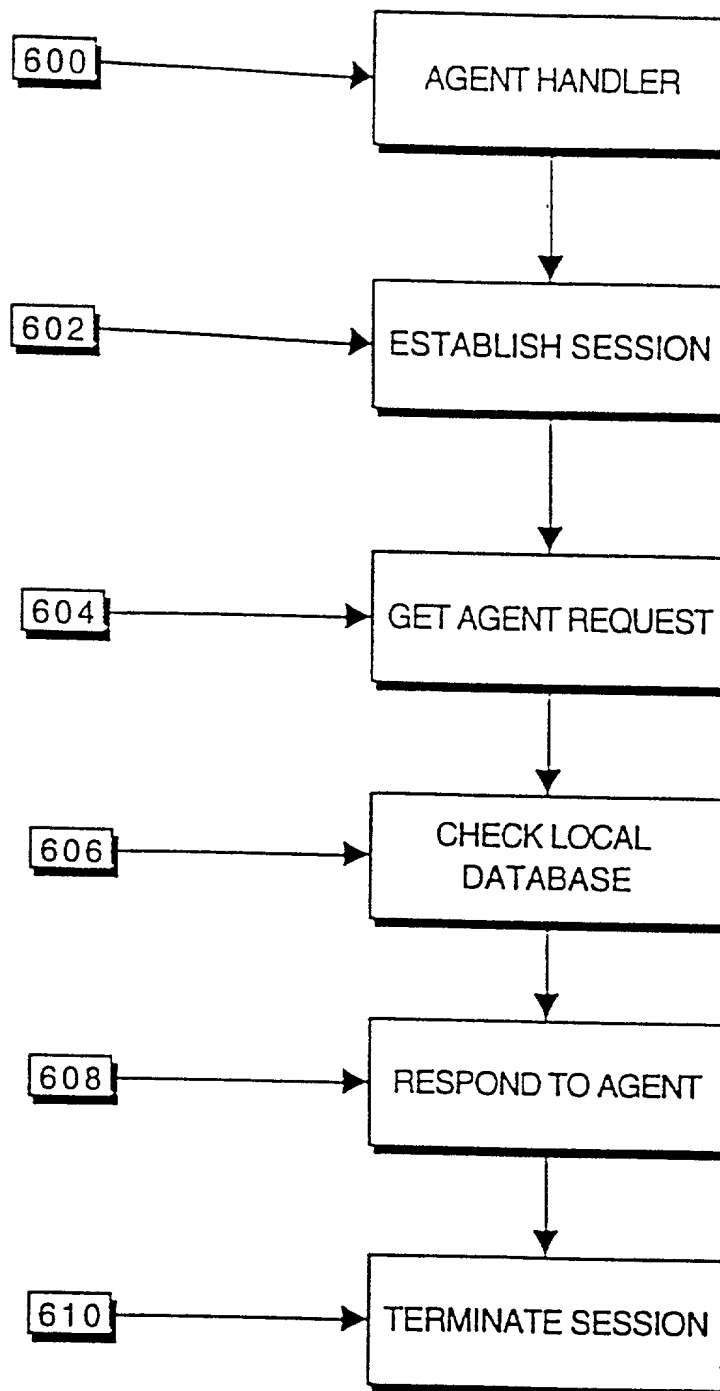 600
AGENT HANDLER
602
ESTABLISH SESSION
604
GET AGENT REQUEST
606
CHECK LOCAL
DATABASE
608
RESPOND TO AGENT
610
TERMINATE SESSION